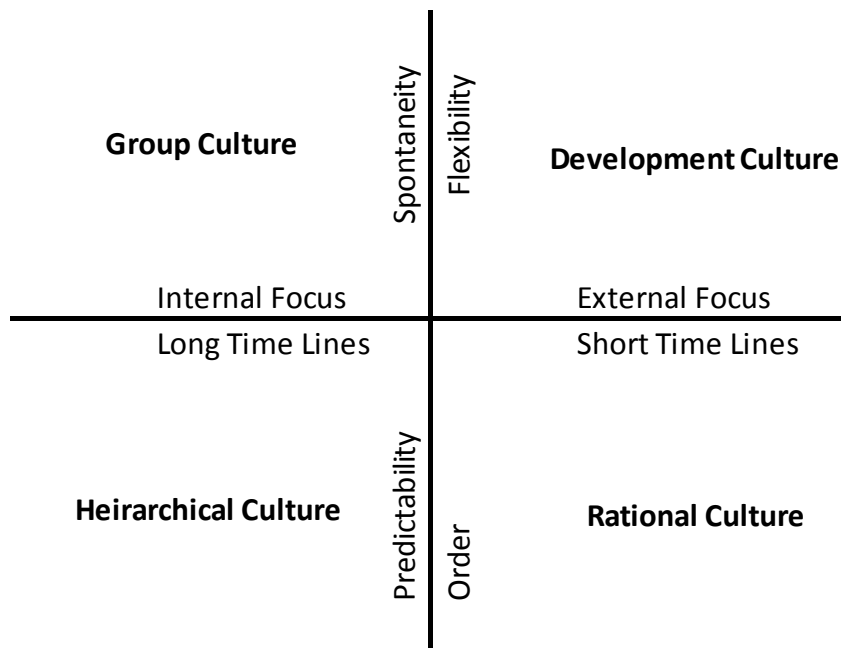 Group Culture
Spontaneity
Flexibility
Development Culture
Internal Focus
External Focus
Long Time Lines
Short Time Lines
Heirarchical Culture
Predictability
Order
Rational Culture